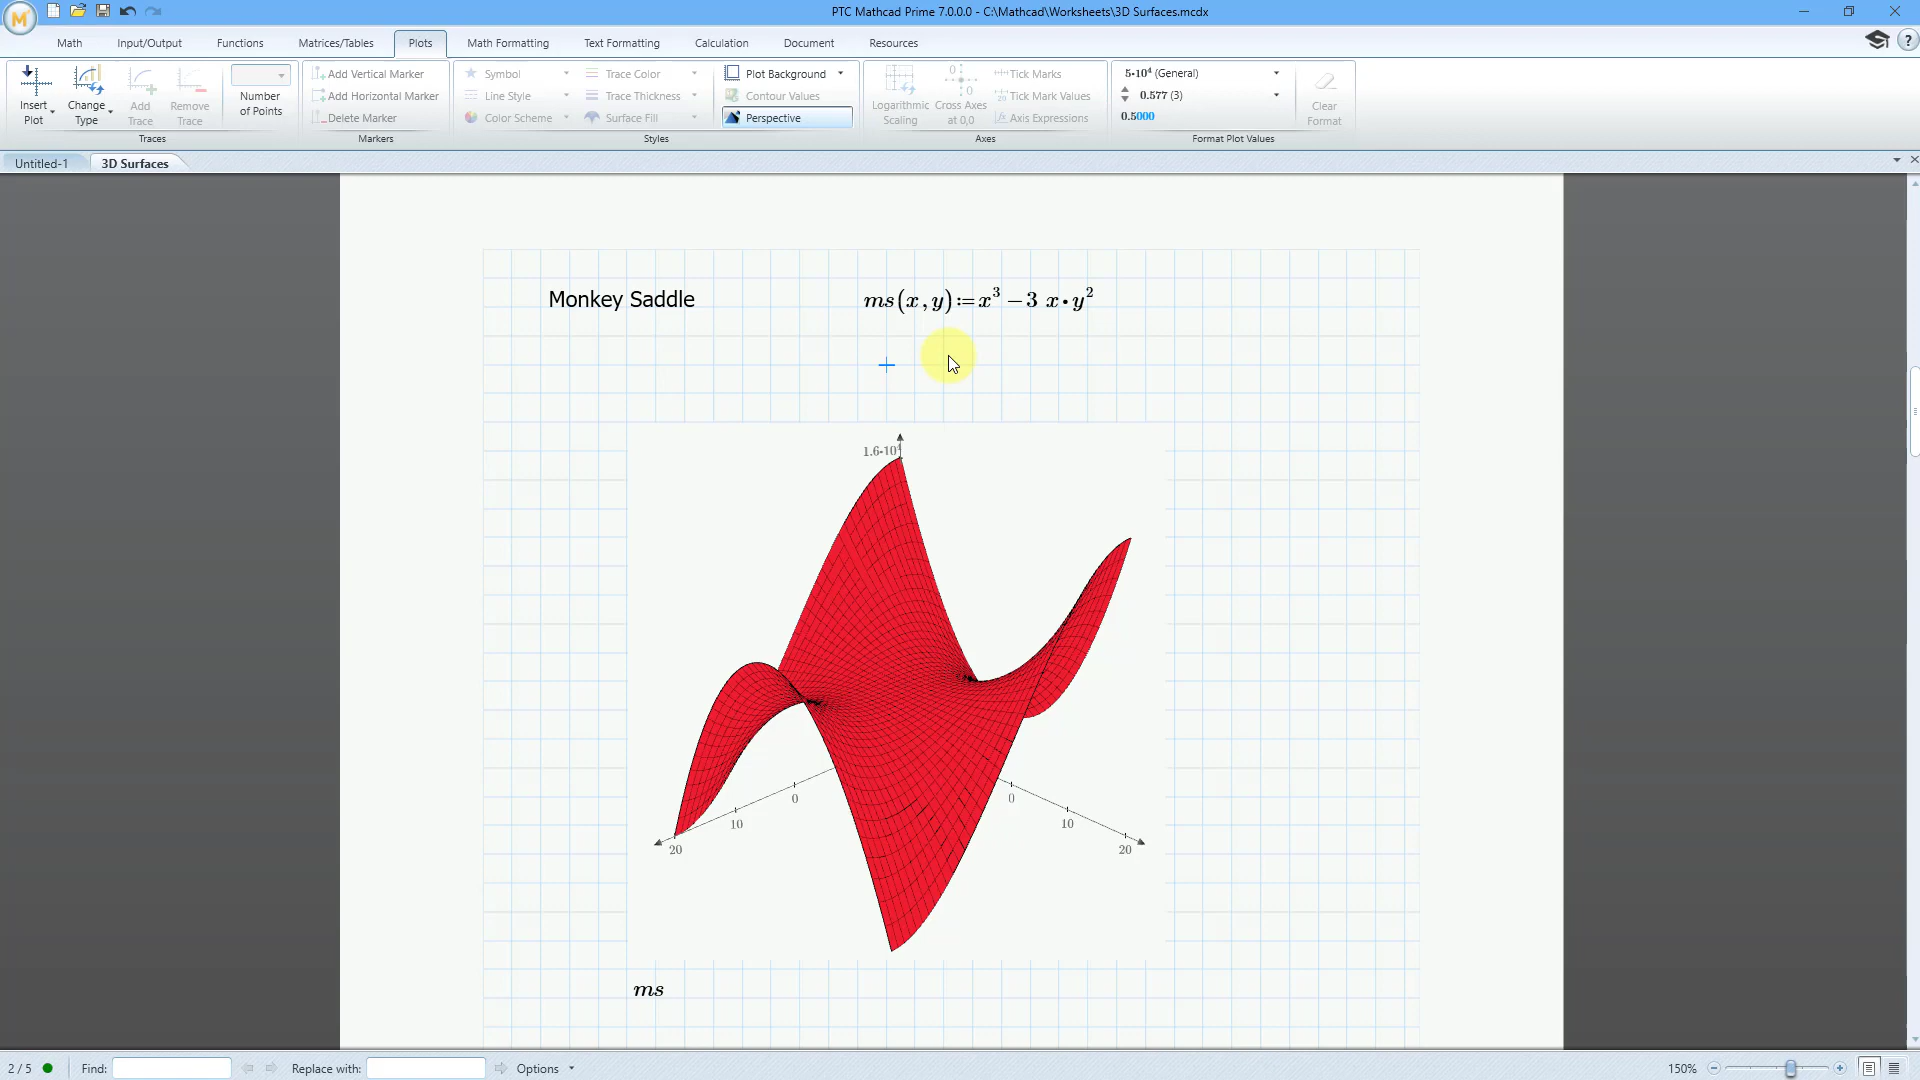 PTC Mathcad Prime 7.0.0.0 - C:\Mathcad\Worksheets\3D Surfaces.mcdx
Math Input/Output Functions Matrices/Tables Plots Math Formatting Text Formatting Calculation Document Resources
Insert Plot
Change Type
Add Trace
Remove Trace
Number of Points
Traces
Add Vertical Marker
Add Horizontal Marker
Delete Marker
Markers
Symbol
Line Style
Color Scheme
Trace Color
Trace Thickness
Surface Fill
Plot Background
Contour Values
Perspective
Styles
Logarithmic Scaling
Cross Axes at 0,0
Tick Marks
Tick Mark Values
Axis Expressions
Axes
5·10⁴ (General)
0.577 (3)
0.5000
Clear Format
Format Plot Values
Untitled-1 3D Surfaces
Monkey Saddle
ms(x,y):=x³−3 x·y²
1.6·10⁴
0 0
10 10
20 20
ms
2 / 5 Find: Replace with: Options 150%